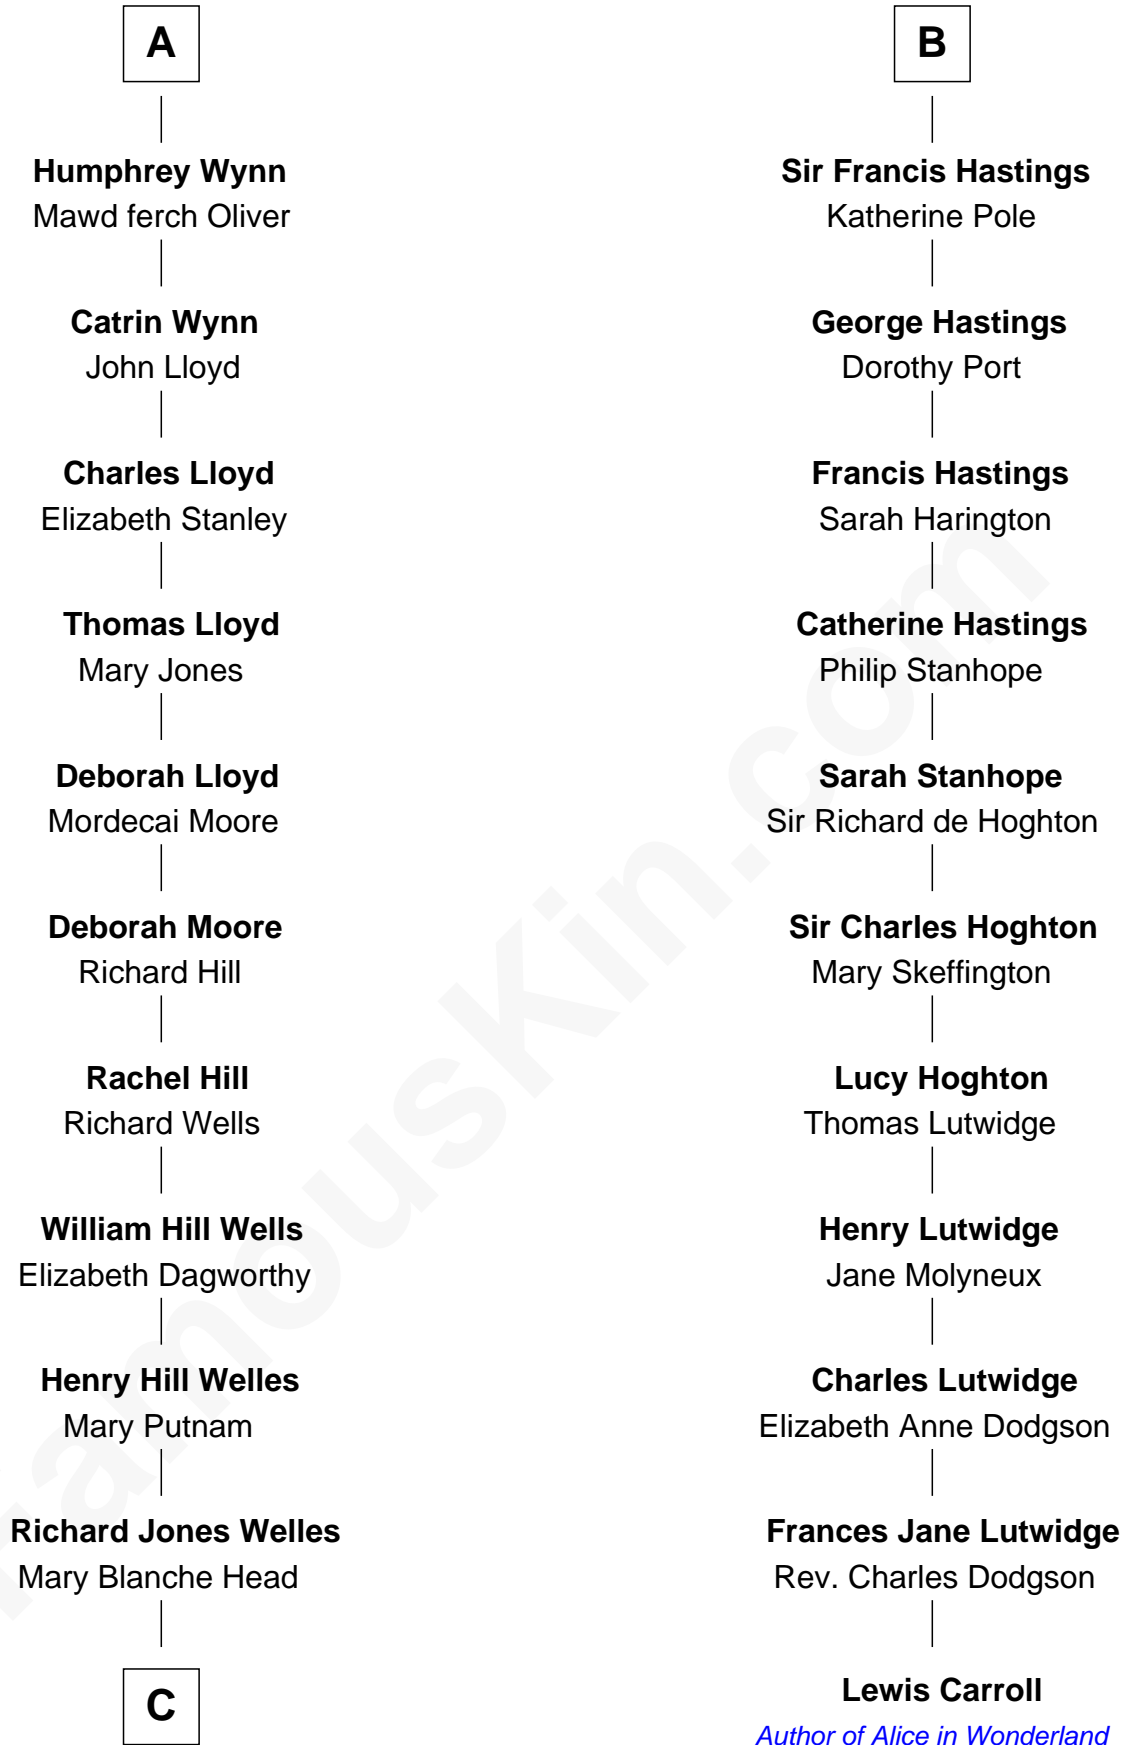 A
Humphrey Wynn
Mawd ferch Oliver
Catrin Wynn
John Lloyd
Charles Lloyd
Elizabeth Stanley
Thomas Lloyd
Mary Jones
Deborah Lloyd
Mordecai Moore
Deborah Moore
Richard Hill
Rachel Hill
Richard Wells
William Hill Wells
Elizabeth Dagworthy
Henry Hill Welles
Mary Putnam
Richard Jones Welles
Mary Blanche Head
C
B
Sir Francis Hastings
Katherine Pole
George Hastings
Dorothy Port
Francis Hastings
Sarah Harington
Catherine Hastings
Philip Stanhope
Sarah Stanhope
Sir Richard de Hoghton
Sir Charles Hoghton
Mary Skeffington
Lucy Hoghton
Thomas Lutwidge
Henry Lutwidge
Jane Molyneux
Charles Lutwidge
Elizabeth Anne Dodgson
Frances Jane Lutwidge
Rev. Charles Dodgson
Lewis Carroll
Author of Alice in Wonderland
FamousKin.com